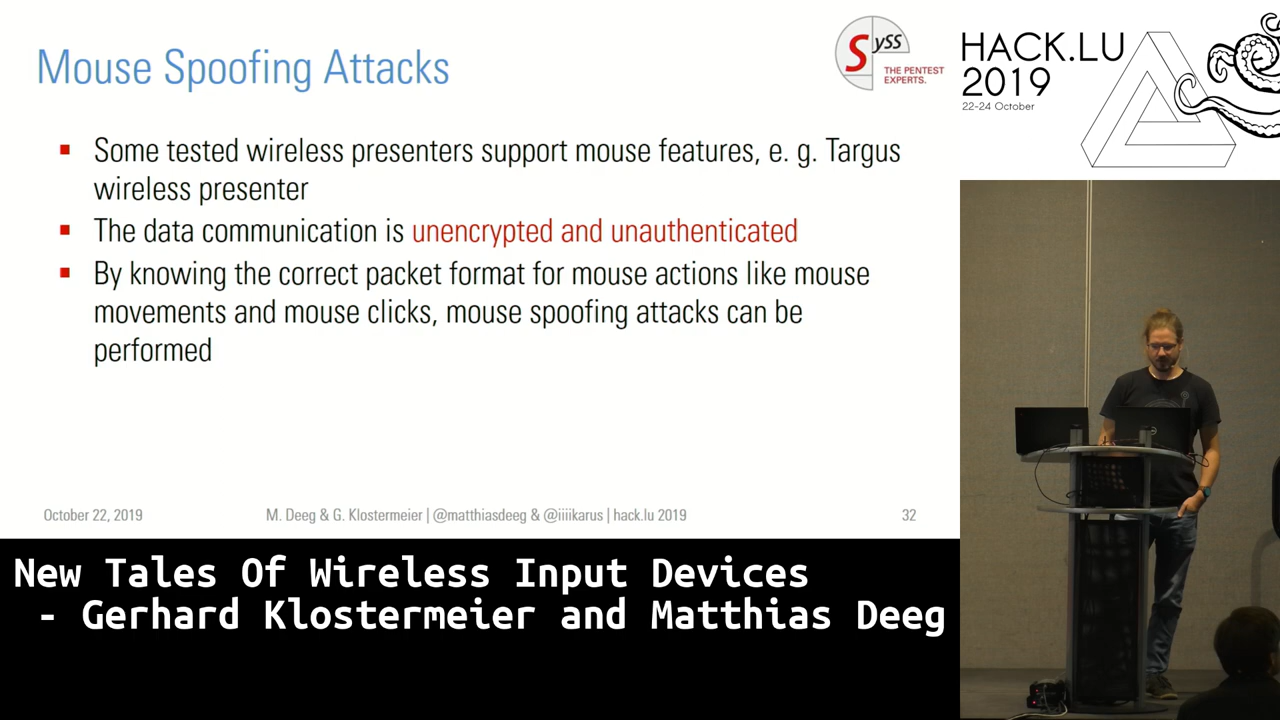 Mouse Spoofing Attacks
SySS
THE PENTEST
EXPERTS.
▪ Some tested wireless presenters support mouse features, e. g. Targus
wireless presenter
▪ The data communication is unencrypted and unauthenticated
▪ By knowing the correct packet format for mouse actions like mouse
movements and mouse clicks, mouse spoofing attacks can be
performed
October 22, 2019 M. Deeg & G. Klostermeier | @matthiasdeeg & @iiiikarus | hack.lu 2019 32
HACK.LU
2019
22-24 October
New Tales Of Wireless Input Devices
- Gerhard Klostermeier and Matthias Deeg